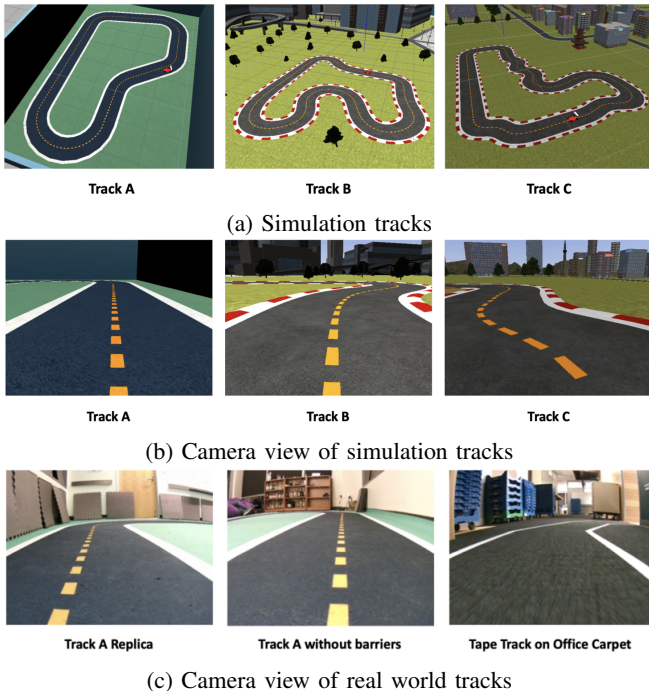 Track A Track B Track C
(a) Simulation tracks
Track A Track B Track C
(b) Camera view of simulation tracks
Track A Replica Track A without barriers Tape Track on Office Carpet
(c) Camera view of real world tracks